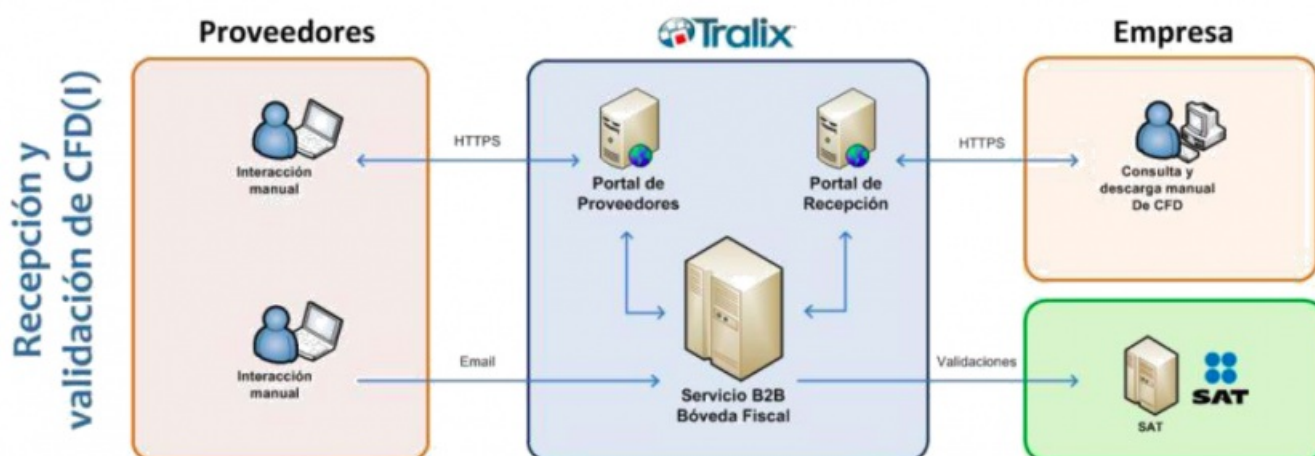 Recepción y
validación de CFD(I)
Proveedores
Tralix
Empresa
Interacción
manual
HTTPS
Portal de
Proveedores
Portal de
Recepción
HTTPS
Consulta y
descarga manual
De CFD
Interacción
manual
Email
Servicio B2B
Bóveda Fiscal
Validaciones
SAT
SAT